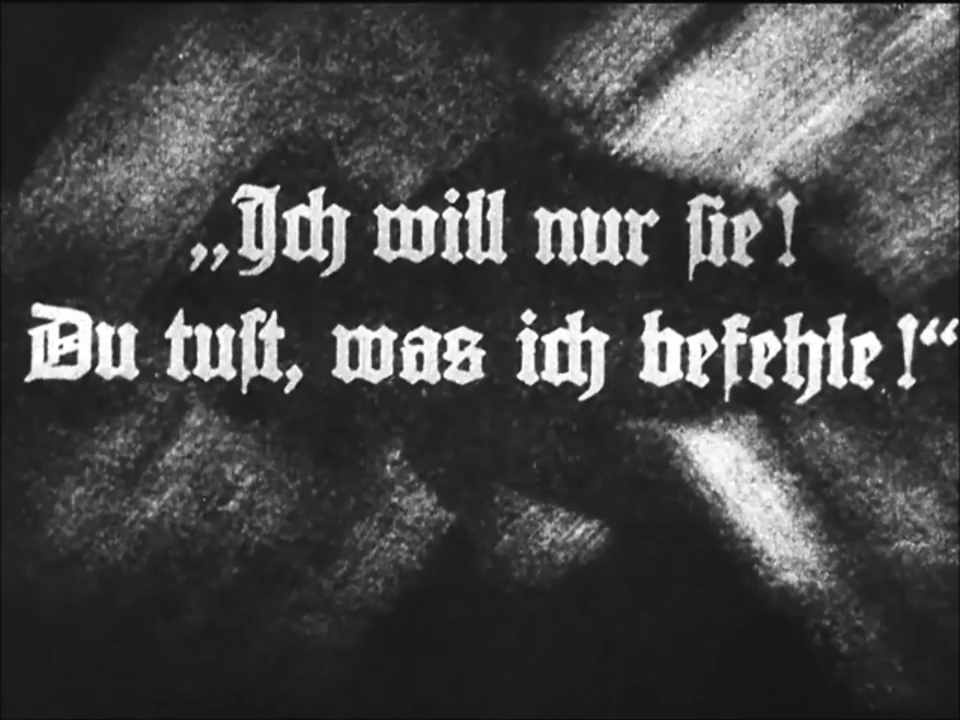 „Ich will nur sie!
Du tust, was ich befehle!“